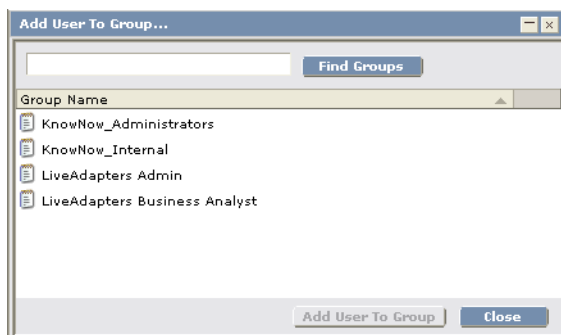 Add User To Group...
Find Groups
Group Name
KnowNow_Administrators
KnowNow_Internal
LiveAdapters Admin
LiveAdapters Business Analyst
Add User To Group
Close